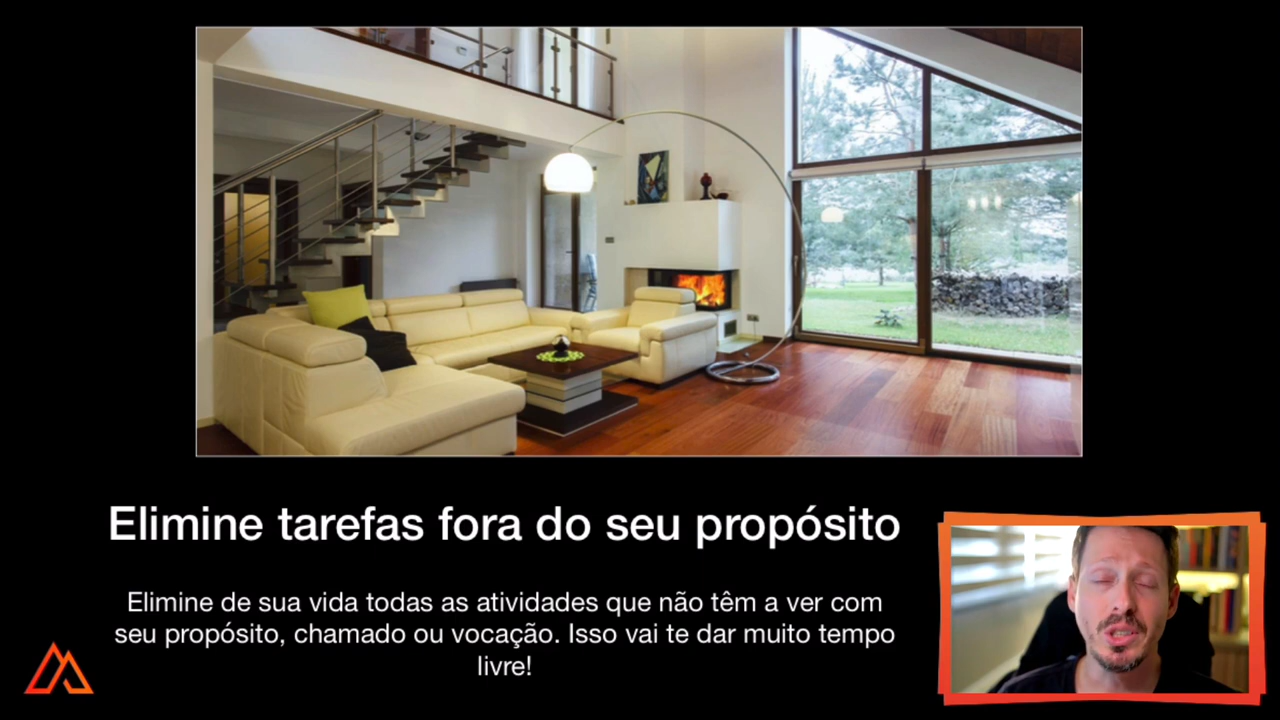 Elimine tarefas fora do seu propósito
Elimine de sua vida todas as atividades que não têm a ver com
seu propósito, chamado ou vocação. Isso vai te dar muito tempo
livre!